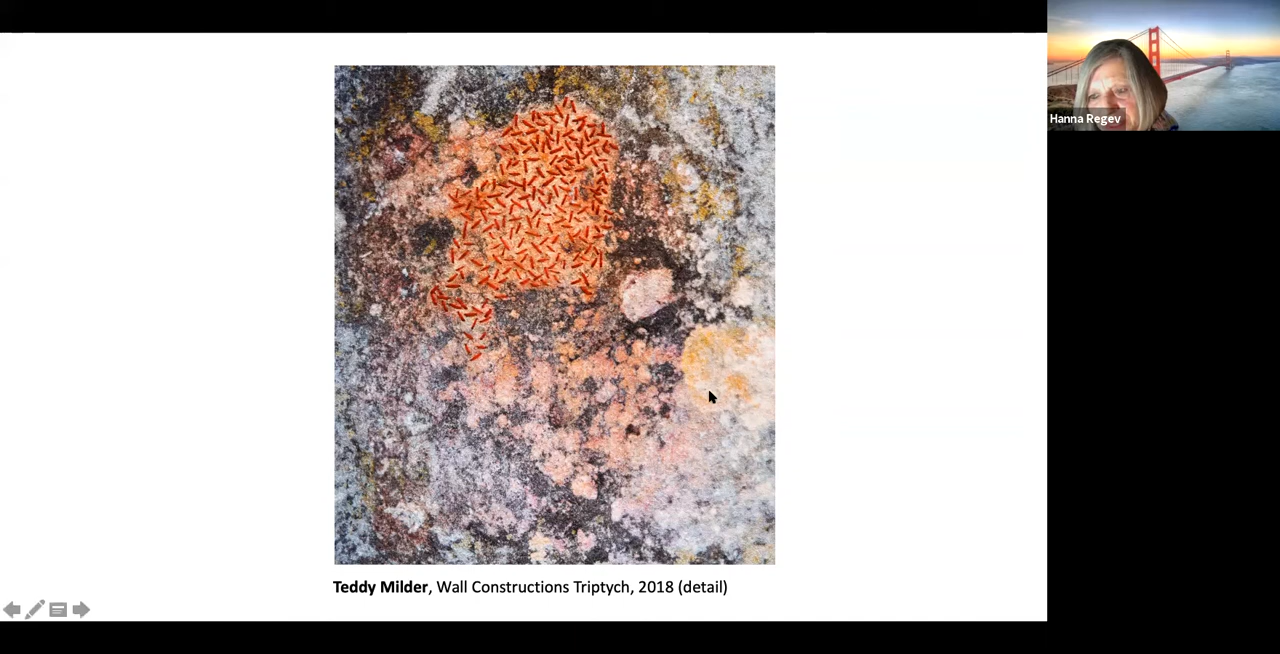 Hanna Regev
Teddy Milder, Wall Constructions Triptych, 2018 (detail)